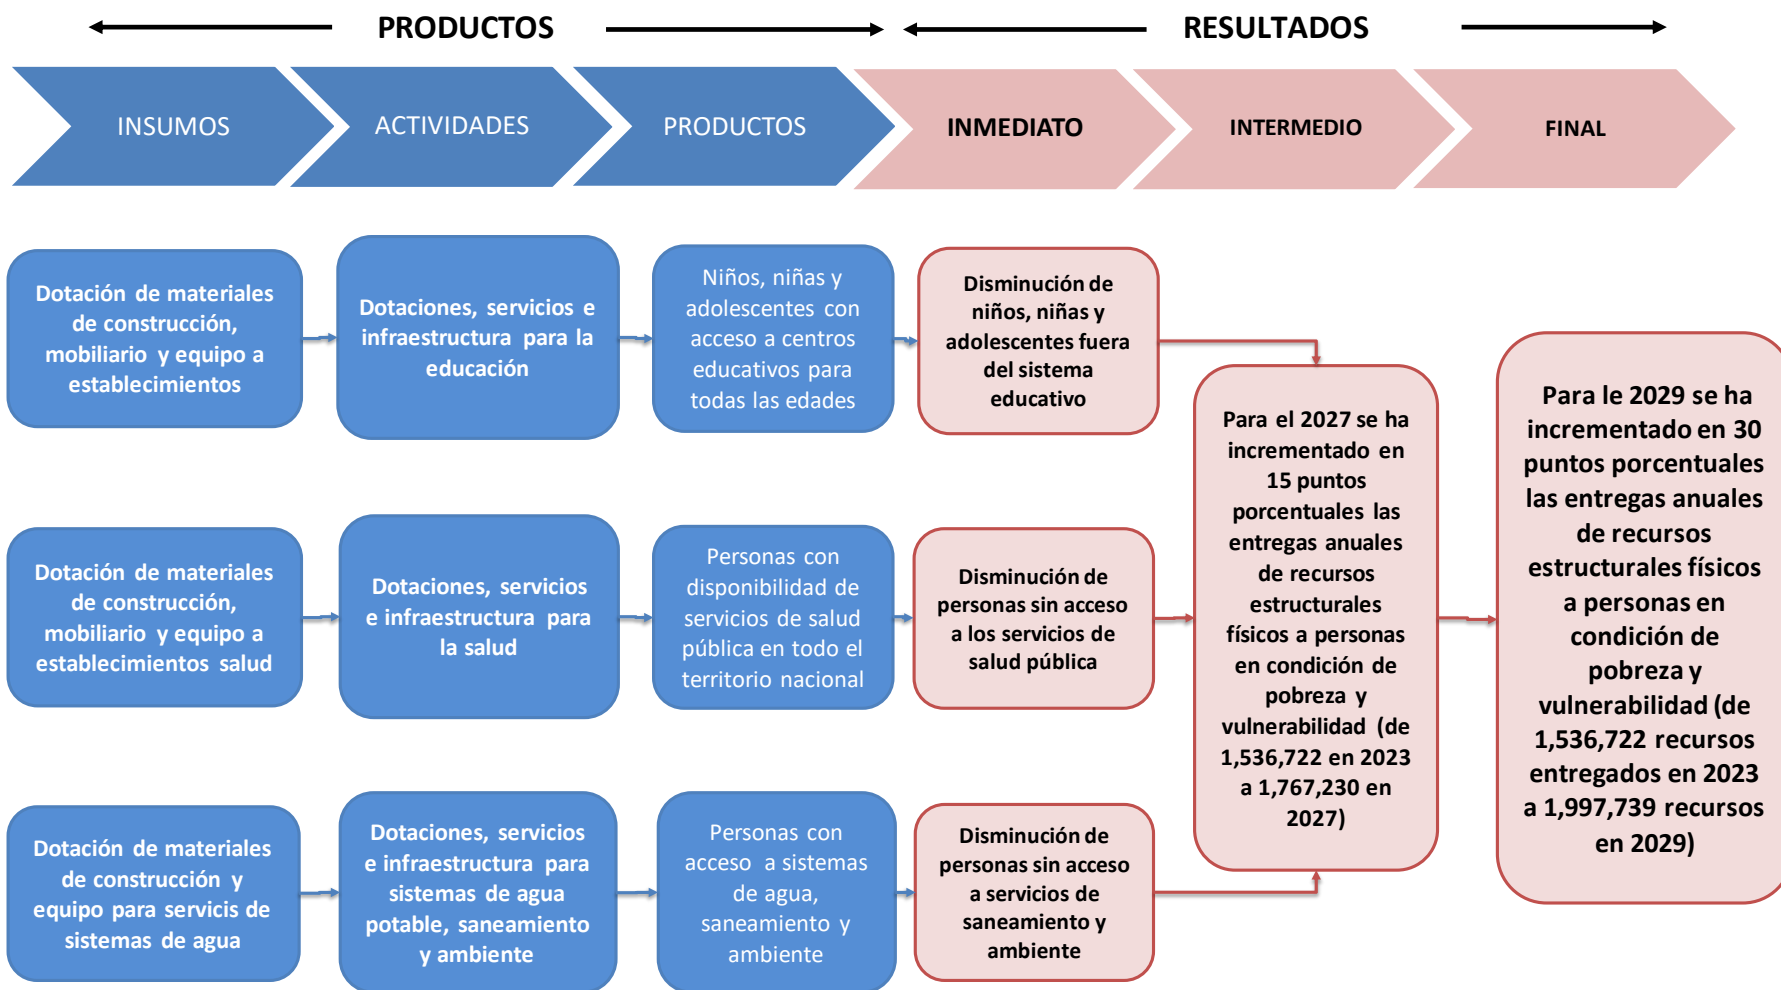 PRODUCTOS
RESULTADOS
INSUMOS
ACTIVIDADES
PRODUCTOS
INMEDIATO
INTERMEDIO
FINAL
Dotación de materiales
de construcción,
mobiliario y equipo a
establecimientos
Dotaciones, servicios e
infraestructura para la
educación
Niños, niñas y
adolescentes con
acceso a centros
educativos para
todas las edades
Disminución de
niños, niñas y
adolescentes fuera
del sistema
educativo
Dotación de materiales
de construcción,
mobiliario y equipo a
establecimientos salud
Dotaciones, servicios
e infraestructura para
la salud
Personas con
disponibilidad de
servicios de salud
pública en todo el
territorio nacional
Disminución de
personas sin acceso
a los servicios de
salud pública
Dotación de materiales
de construcción y
equipo para servicis de
sistemas de agua
Dotaciones, servicios
e infraestructura para
sistemas de agua
potable, saneamiento
y ambiente
Personas con
acceso a sistemas
de agua,
saneamiento y
ambiente
Disminución de
personas sin acceso
a servicios de
saneamiento y
ambiente
Para el 2027 se ha
incrementado en
15 puntos
porcentuales las
entregas anuales
de recursos
estructurales
físicos a personas
en condición de
pobreza y
vulnerabilidad (de
1,536,722 en 2023
a 1,767,230 en
2027)
Para le 2029 se ha
incrementado en 30
puntos porcentuales
las entregas anuales
de recursos
estructurales físicos
a personas en
condición de
pobreza y
vulnerabilidad (de
1,536,722 recursos
entregados en 2023
a 1,997,739 recursos
en 2029)